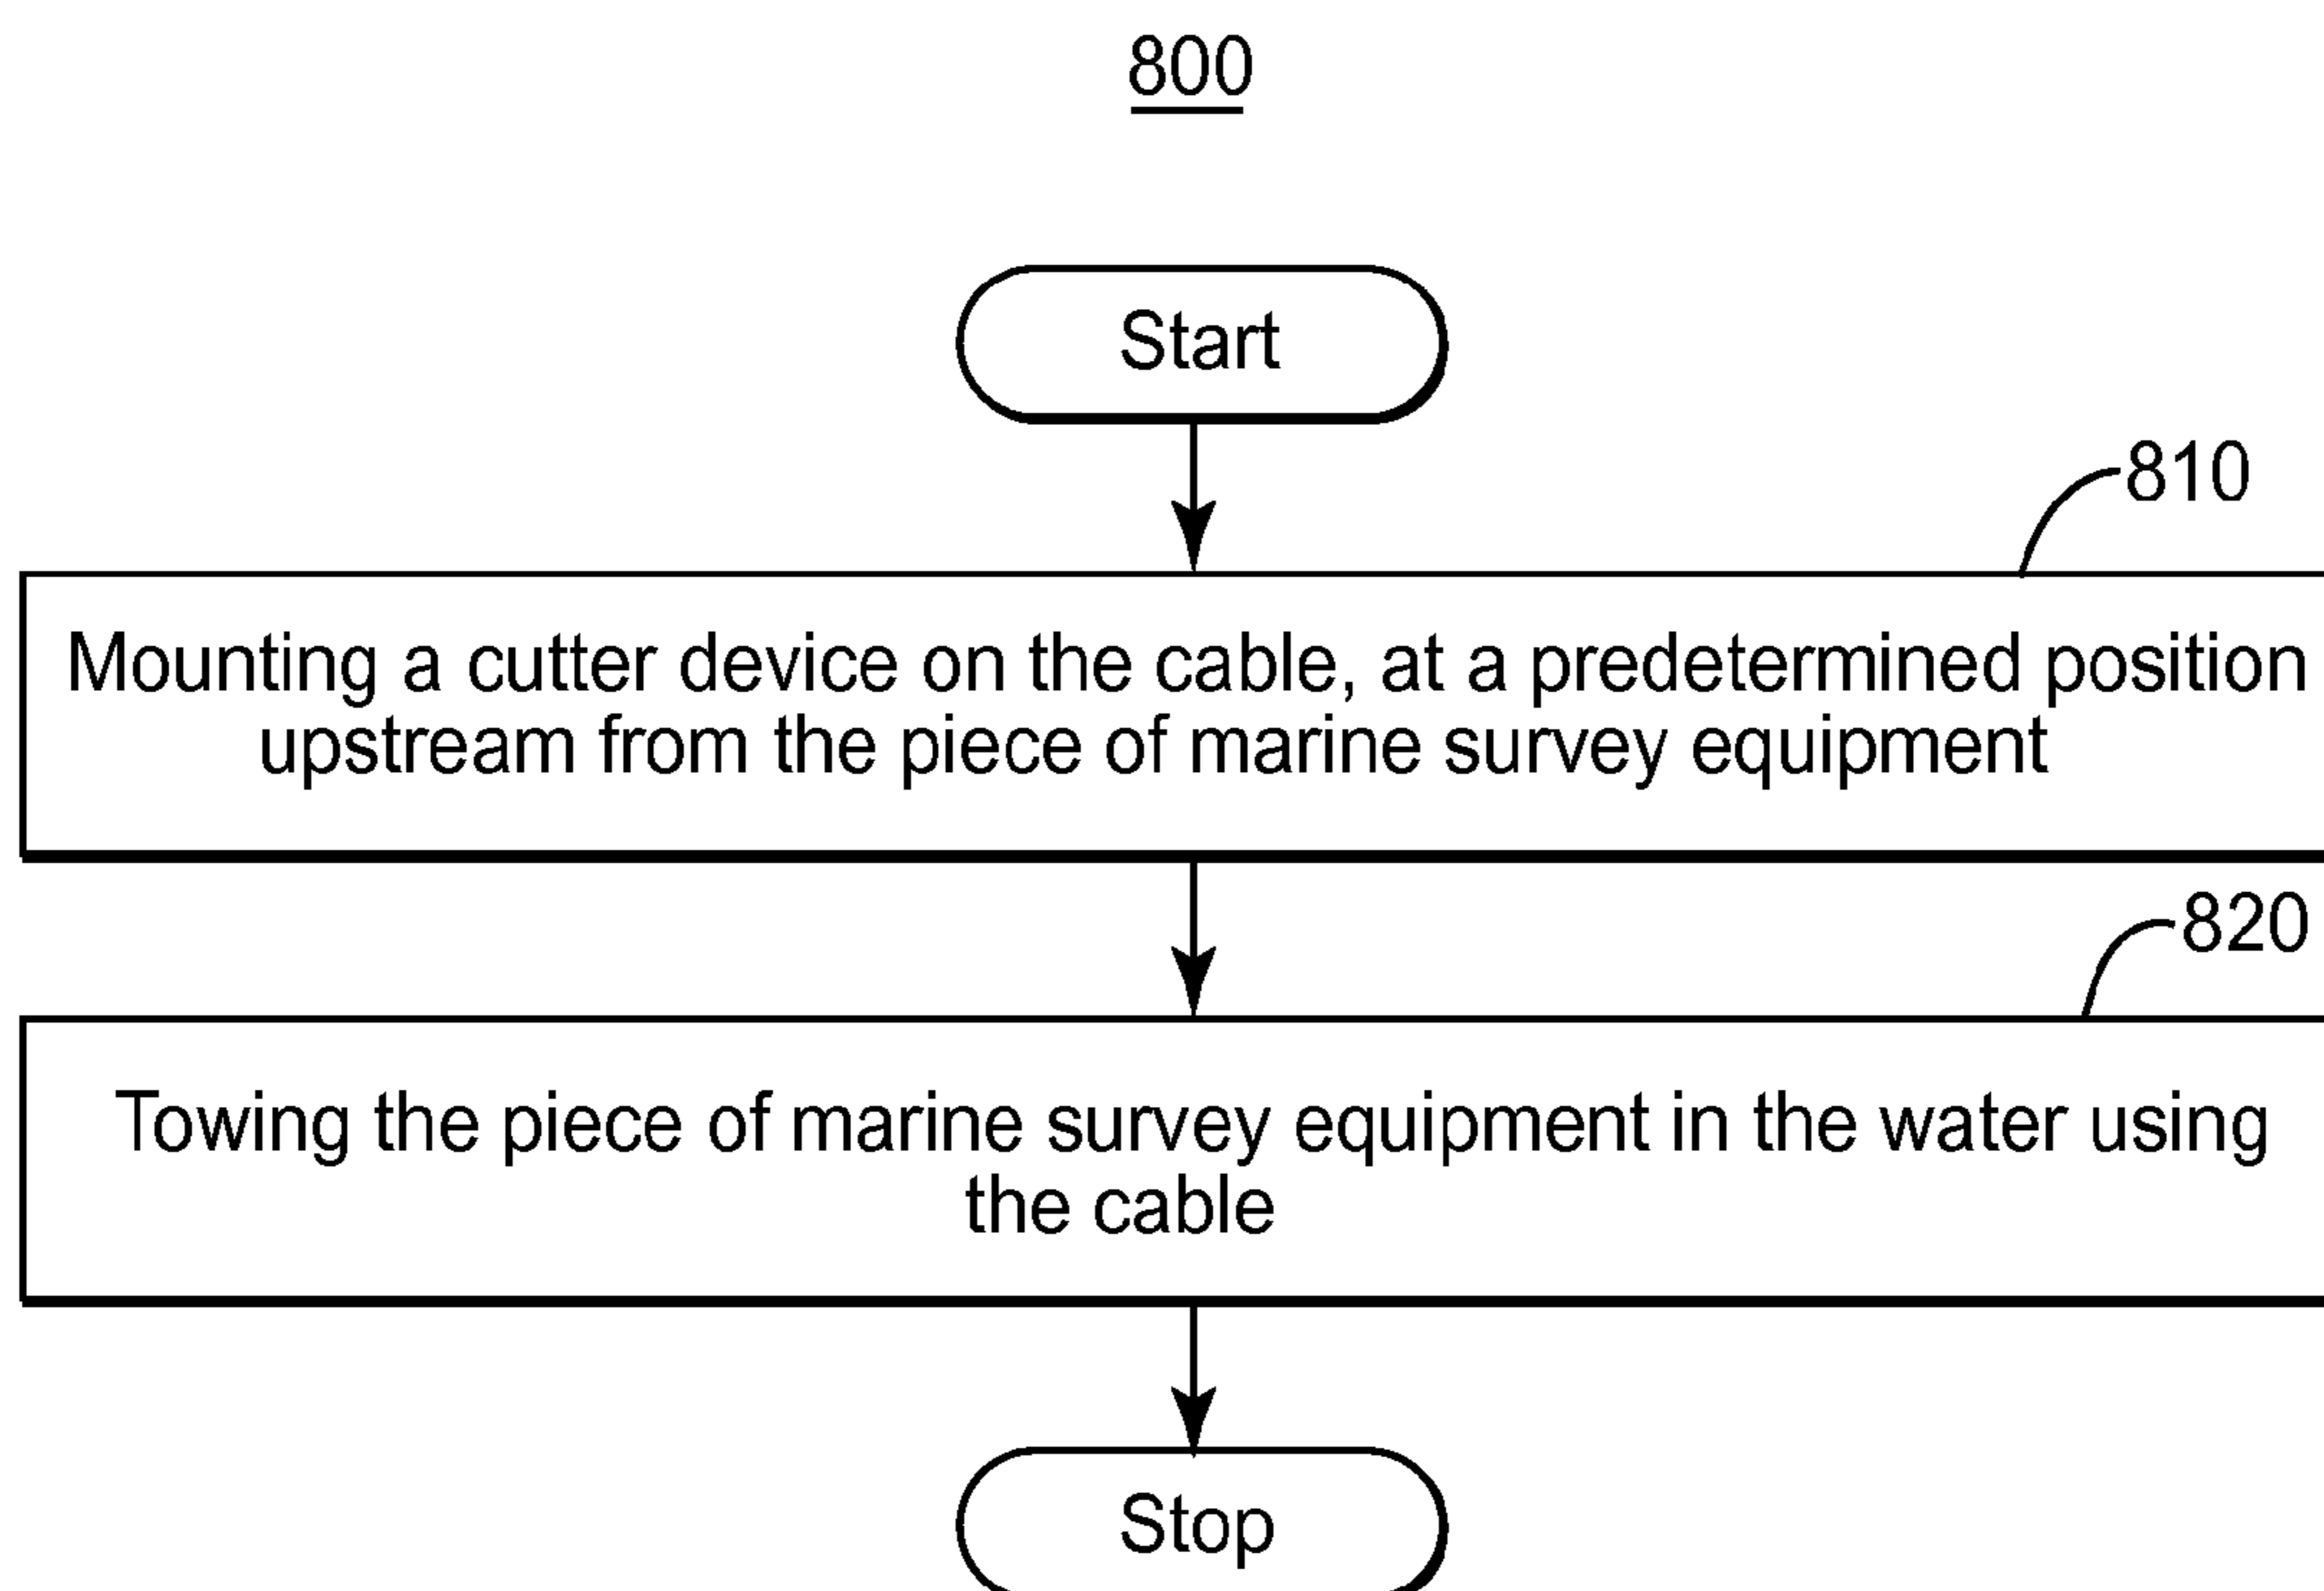 800
Start
810
Mounting a cutter device on the cable, at a predetermined position
upstream from the piece of marine survey equipment
820
Towing the piece of marine survey equipment in the water using
the cable
Stop